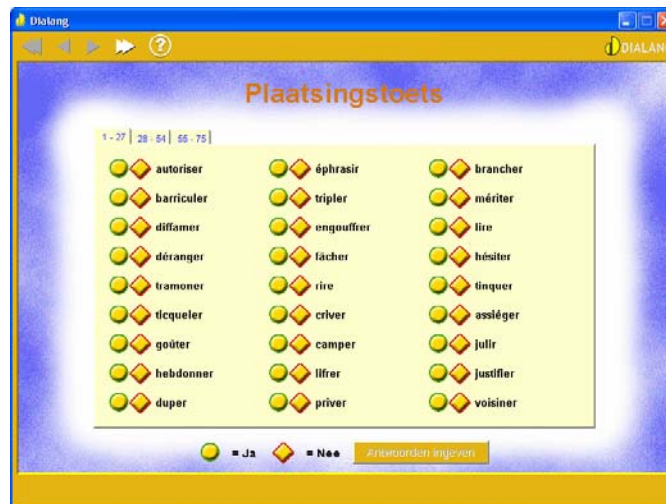 Dialang
DIALANG
Plaatsingstoets
1 - 27 28 - 54 55 - 75
autoriser éphrasir brancher
barriculer tripler mériter
diffamer engouffrer lire
déranger fâcher hésiter
tramoner rire tinquer
ticqueler criver assiéger
goûter camper julir
hebdonner lifrer justifier
duper priver voisiner
= Ja = Nee Antwoorden ingeven